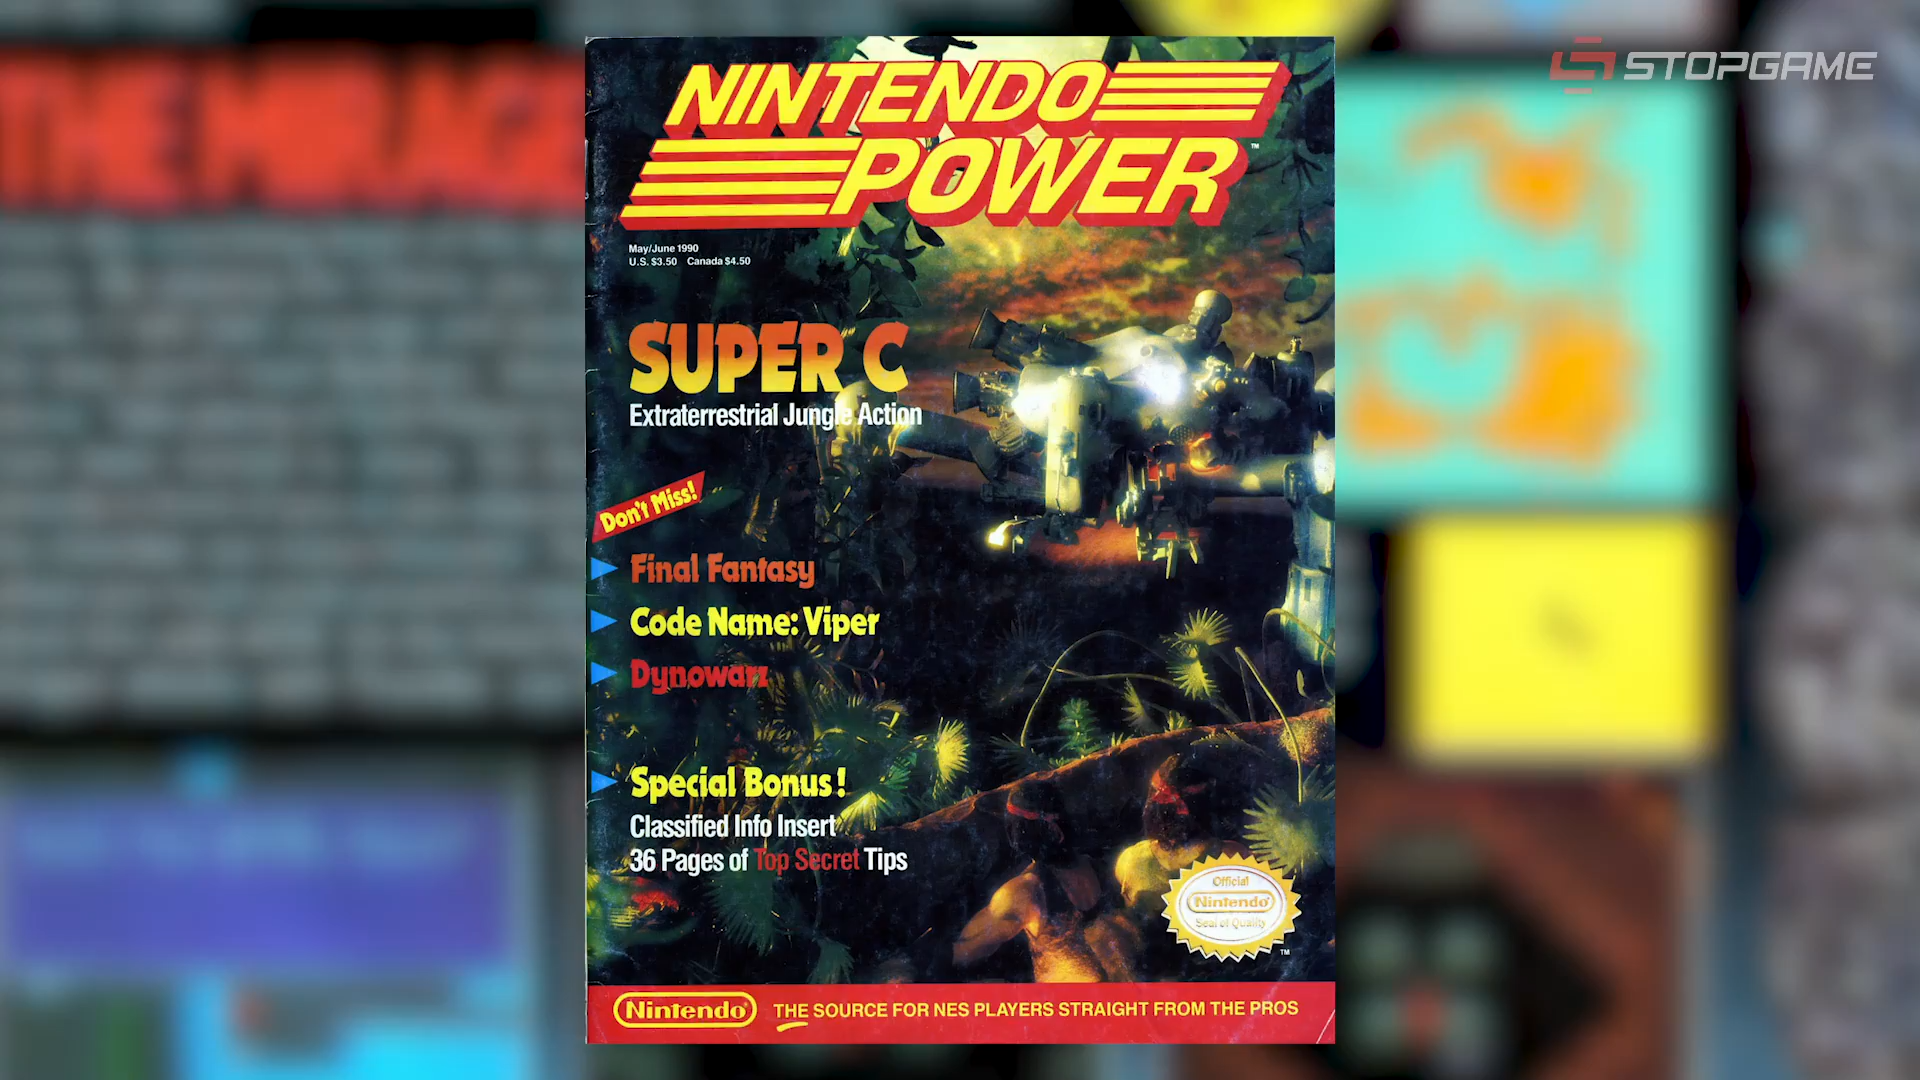 STOPGAME
NINTENDO
POWER™
May/June 1990
U.S. $3.50 Canada $4.50
SUPER C
Extraterrestrial Jungle Action
Don't Miss!
Final Fantasy
Code Name: Viper
Dynowarz
Special Bonus!
Classified Info Insert
36 Pages of Top Secret Tips
Official
Nintendo®
Seal of Quality
™
Nintendo® THE SOURCE FOR NES PLAYERS STRAIGHT FROM THE PROS